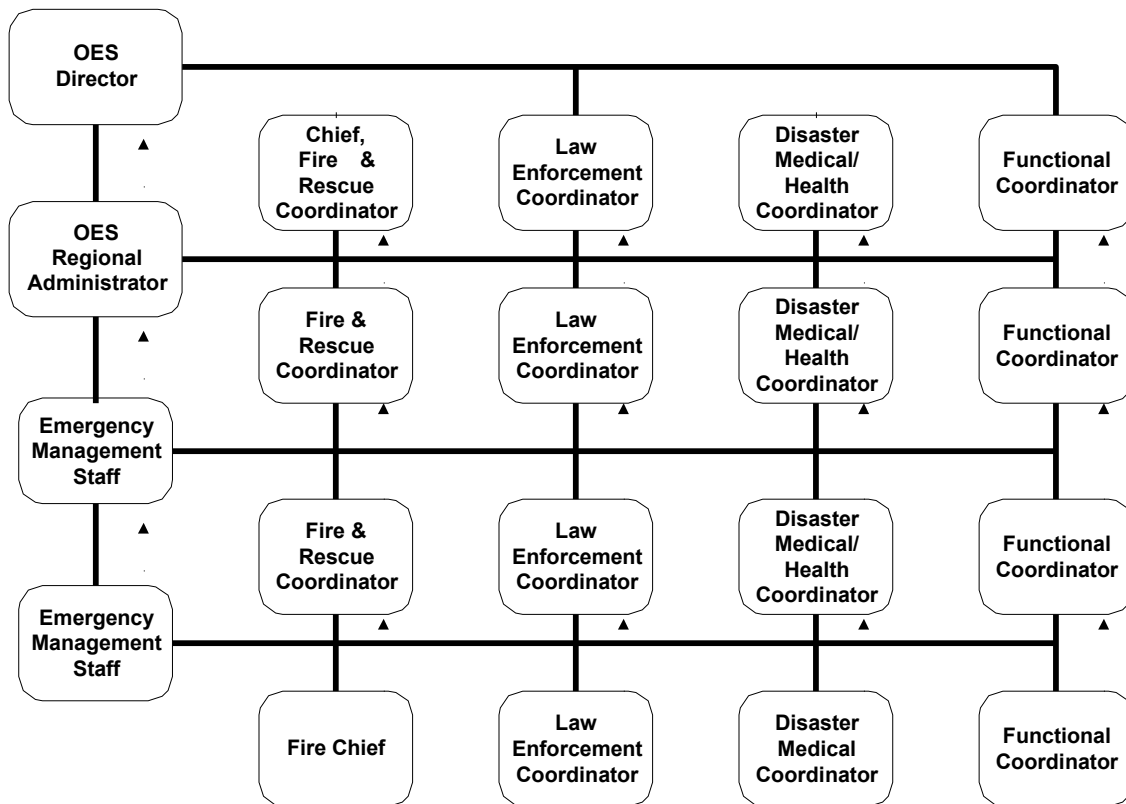 OES
Director
Chief,
Fire & Rescue
Coordinator
Law
Enforcement
Coordinator
Disaster
Medical/
Health
Coordinator
Functional
Coordinator
OES
Regional
Administrator
Fire &
Rescue
Coordinator
Law
Enforcement
Coordinator
Disaster
Medical/
Health
Coordinator
Functional
Coordinator
Emergency
Management
Staff
Fire &
Rescue
Coordinator
Law
Enforcement
Coordinator
Disaster
Medical/
Health
Coordinator
Functional
Coordinator
Emergency
Management
Staff
Fire Chief
Law
Enforcement
Coordinator
Disaster
Medical
Coordinator
Functional
Coordinator